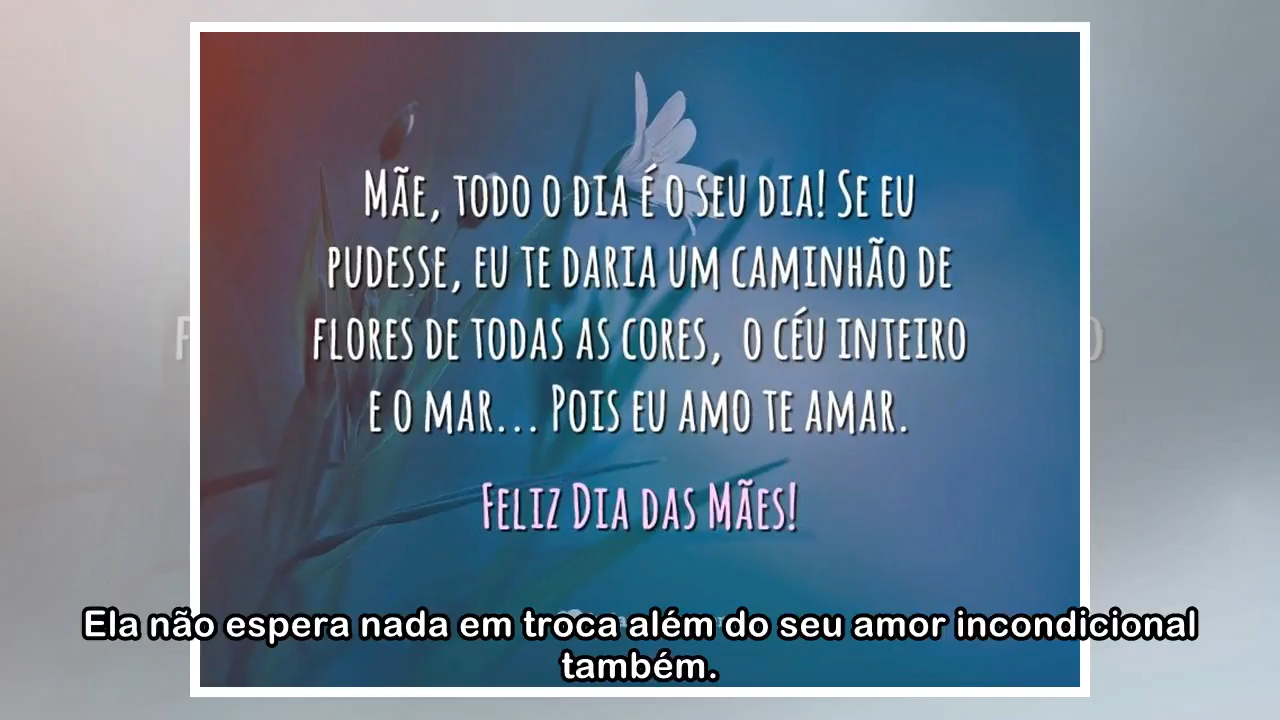 Mãe, todo o dia é o seu dia! Se eu
pudesse, eu te daria um caminhão de
flores de todas as cores, o céu inteiro
e o mar... Pois eu amo te amar.
Feliz Dia das Mães!
Ela não espera nada em troca além do seu amor incondicional
também.